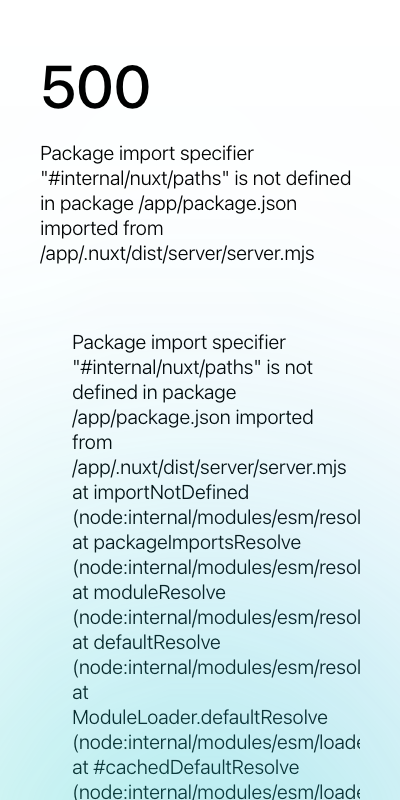 500
Package import specifier
"#internal/nuxt/paths" is not defined
in package /app/package.json
imported from
/app/.nuxt/dist/server/server.mjs
Package import specifier
"#internal/nuxt/paths" is not
defined in package
/app/package.json imported
from
/app/.nuxt/dist/server/server.mjs
at importNotDefined
(node:internal/modules/esm/resol
at packageImportsResolve
(node:internal/modules/esm/resol
at moduleResolve
(node:internal/modules/esm/resol
at defaultResolve
(node:internal/modules/esm/resol
at
ModuleLoader.defaultResolve
(node:internal/modules/esm/loade
at #cachedDefaultResolve
(node:internal/modules/esm/loade